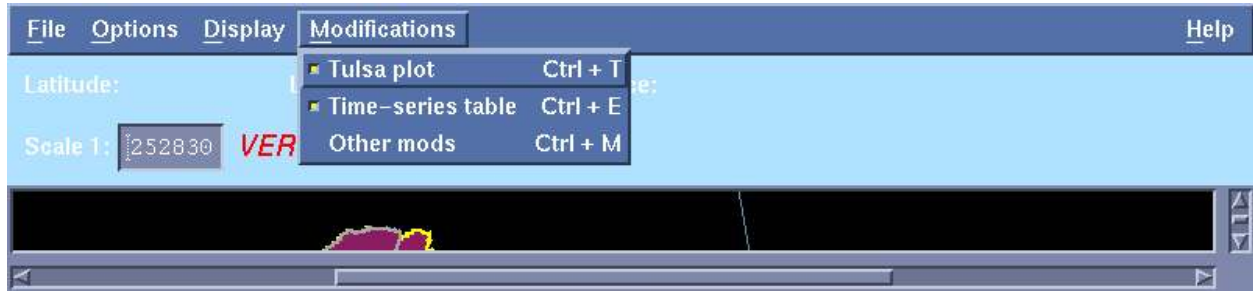 File Options Display Modifications Help
Tulsa plot Ctrl + T
Latitude:
Time-series table Ctrl + E
Other mods Ctrl + M
Scale 1: 252830